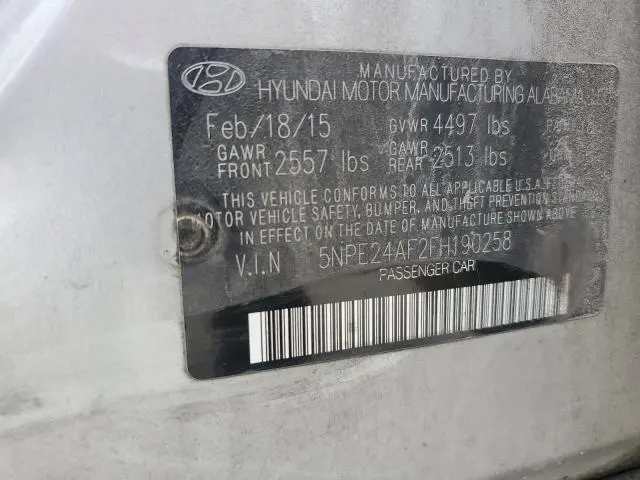 MANUFACTURED BY
HYUNDAI MOTOR MANUFACTURING ALABAMA
Feb/18/15 GVWR 4497 lbs
GAWR FRONT 2557 lbs GAWR REAR 2513 lbs
THIS VEHICLE CONFORMS TO ALL APPLICABLE U.S.A
MOTOR VEHICLE SAFETY, BUMPER, AND THEFT PREVENTION
STANDARDS IN EFFECT ON THE DATE OF MANUFACTURE SHOWN ABOVE.
V.I.N 5NPE24AF2FH190258
PASSENGER CAR